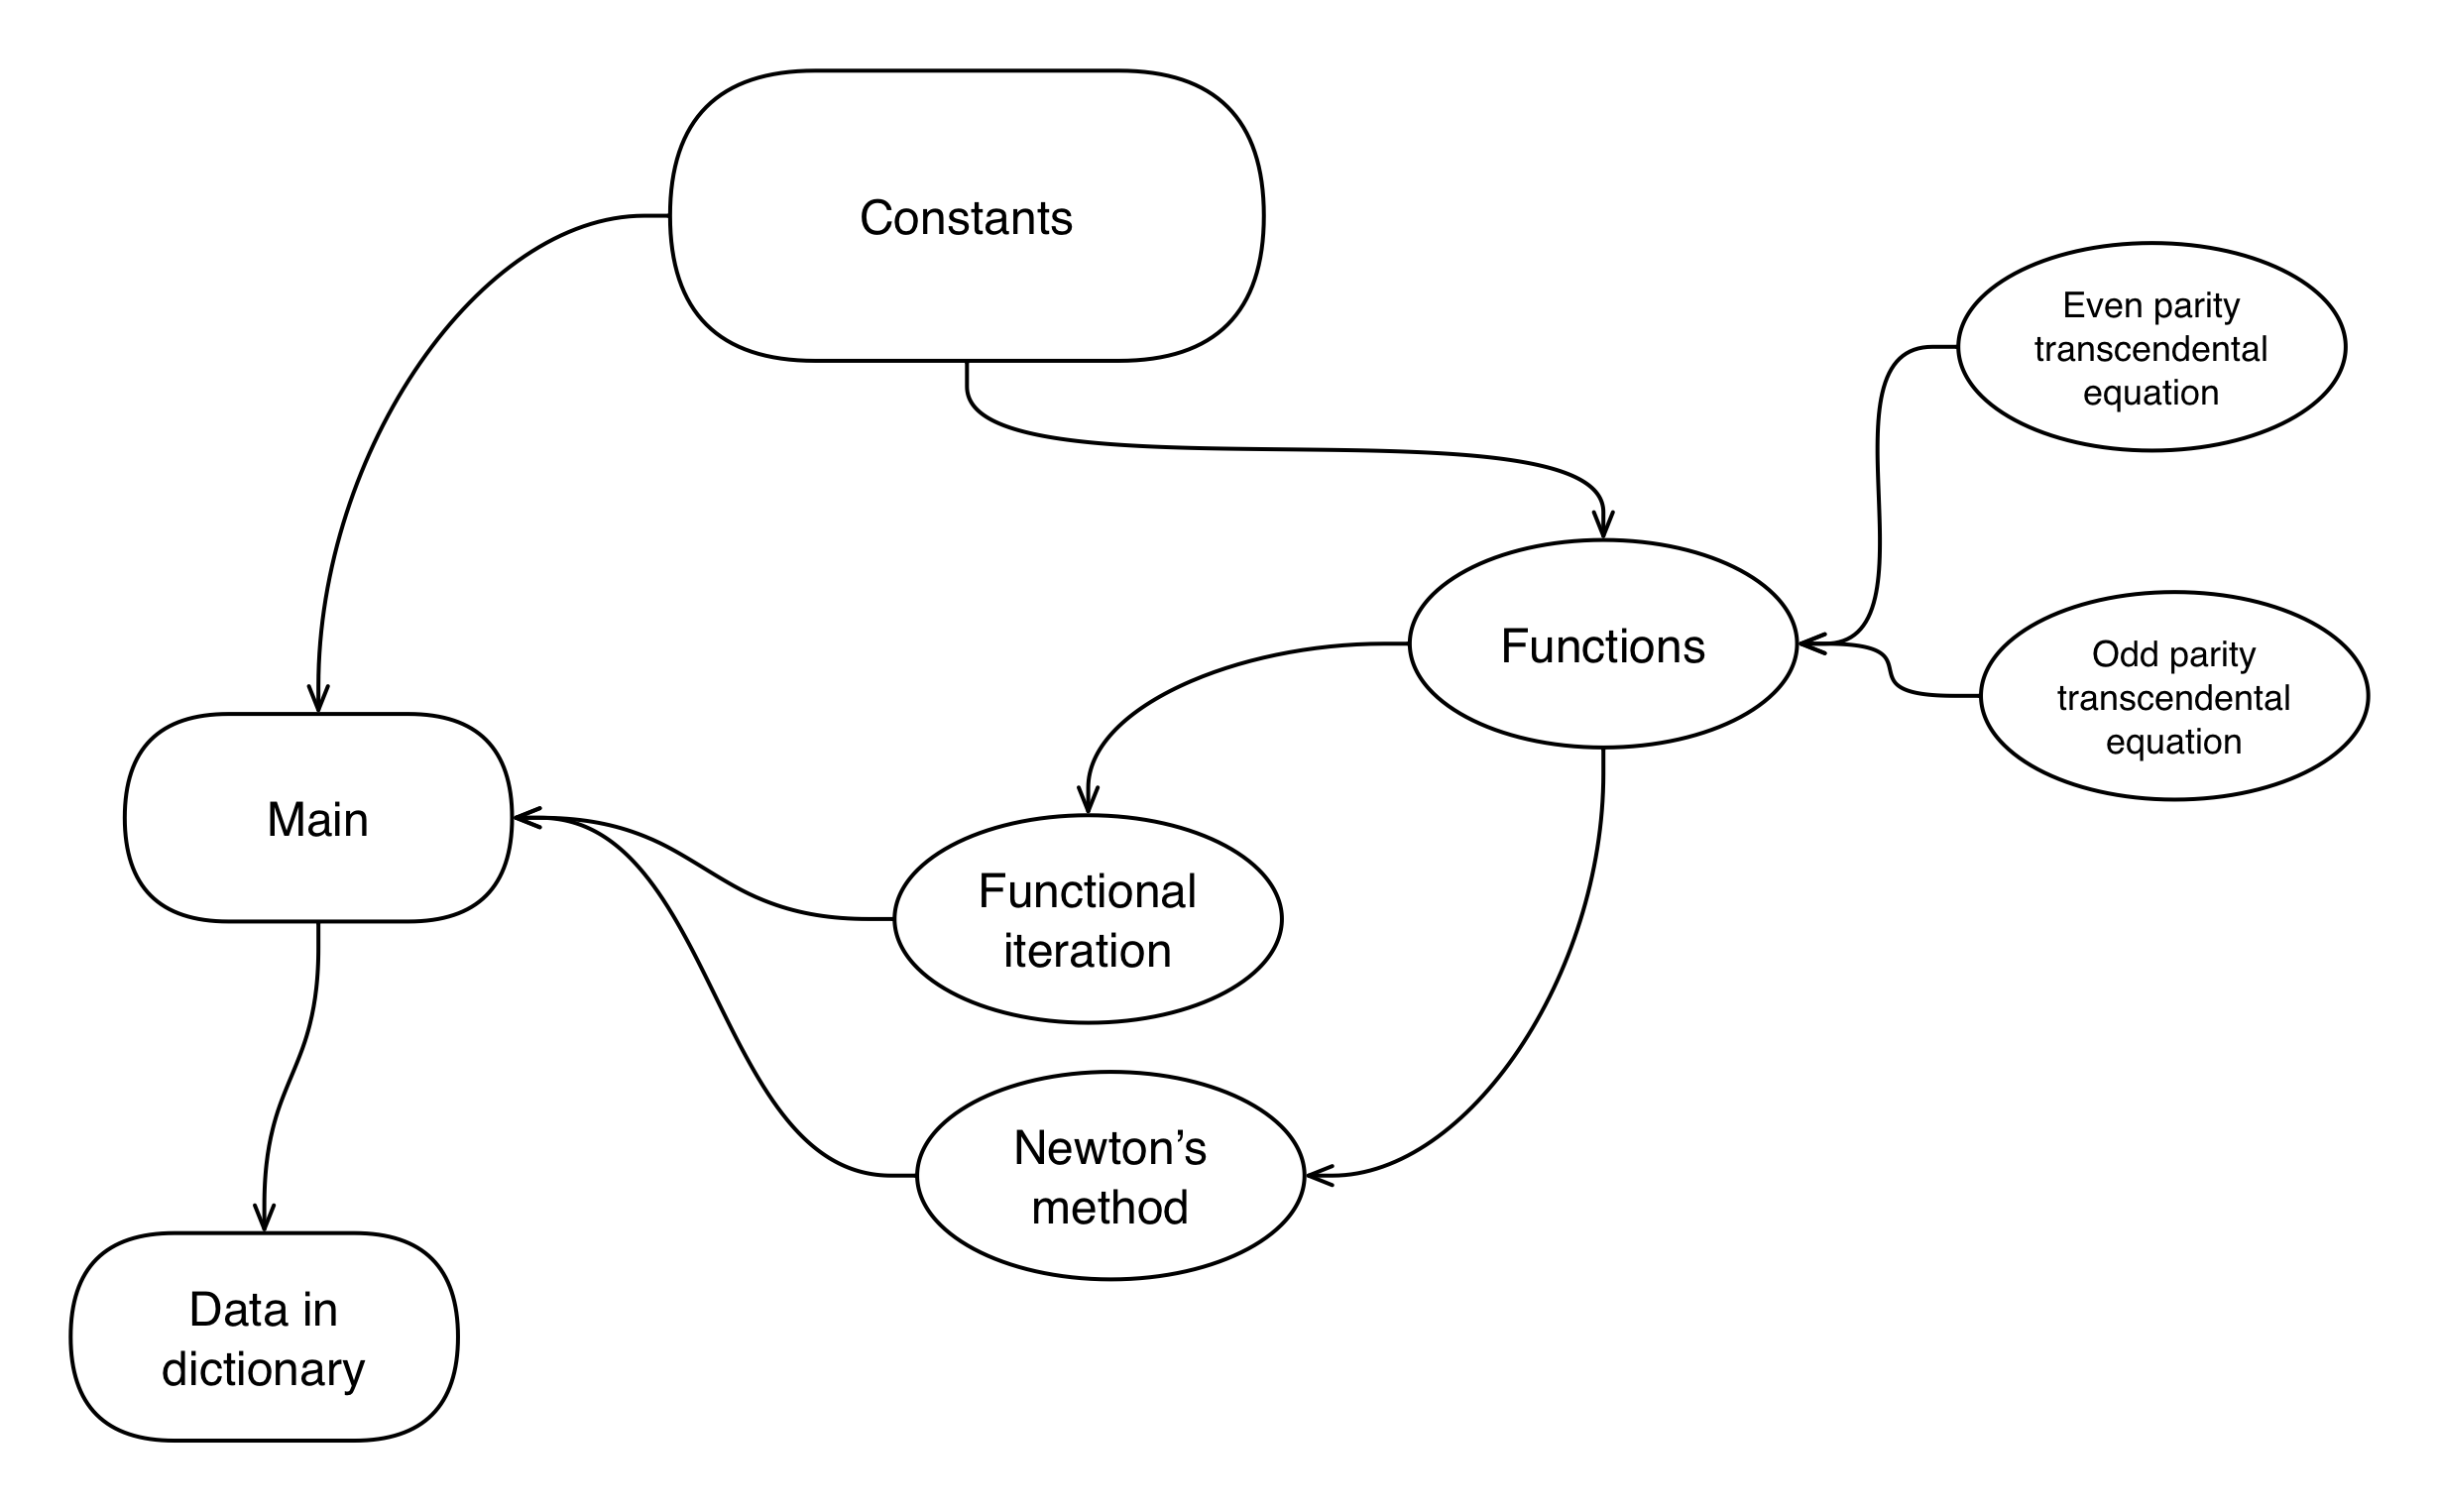 Constants
Even parity
transcendental
equation
Functions
Odd parity
transcendental
equation
Main
Functional
iteration
Newton’s
method
Data in
dictionary